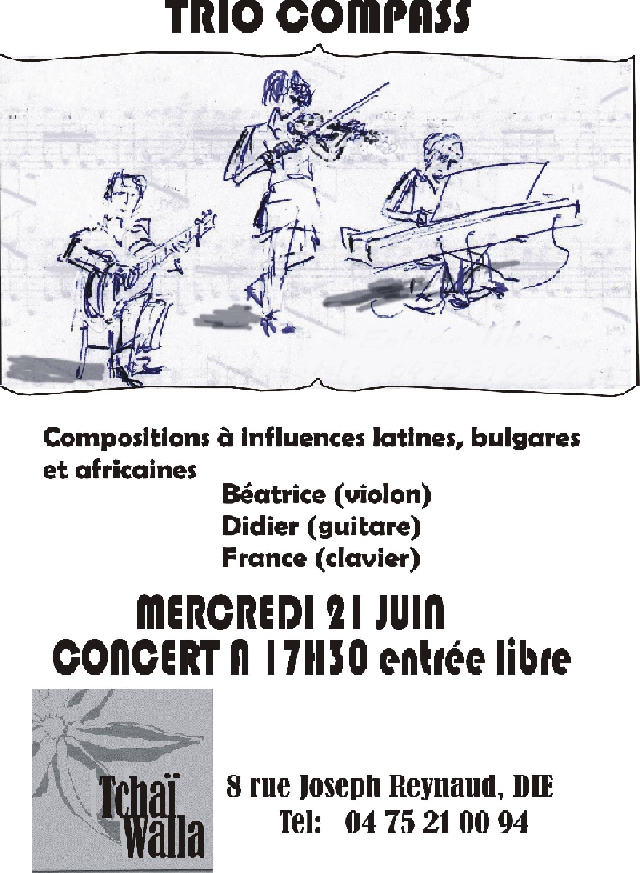 TRIO COMPASS
Compositions à influences latines, bulgares
et africaines
Béatrice (violon)
Didier (guitare)
France (clavier)
MERCREDI 21 JUIN
CONCERT A 17H30 entrée libre
Tchaï
Walla
8 rue Joseph Reynaud, DIE
Tel: 04 75 21 00 94